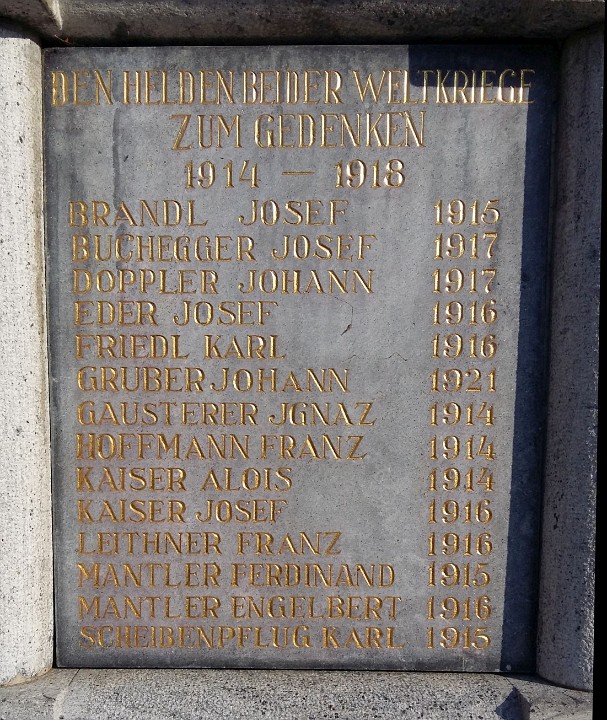 DEN HELDEN BEIDER WELTKRIEGE
ZUM GEDENKEN
1914 — 1918
BRANDL JOSEF 1915
BUCHEGGER JOSEF 1917
DOPPLER JOHANN 1917
EDER JOSEF 1916
FRIEDL KARL 1916
GRUBER JOHANN 1921
GAUSTERER JGNAZ 1914
HOFFMANN FRANZ 1914
KAISER ALOIS 1914
KAISER JOSEF 1916
LEITHNER FRANZ 1916
MANTLER FERDINAND 1915
MANTLER ENGELBERT 1916
SCHEIBENPFLUG KARL 1915